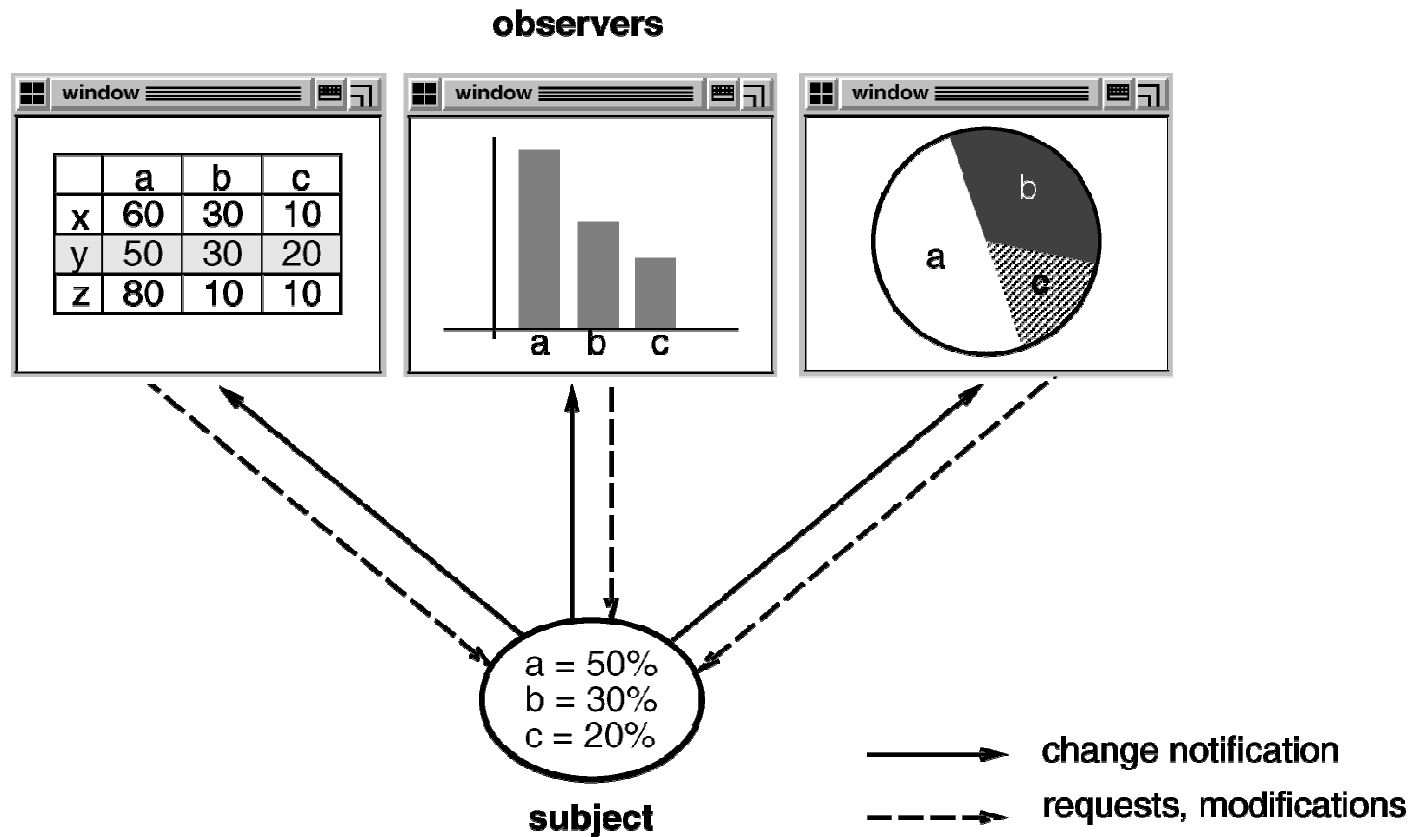 observers
window
window
window
a b c
x 60 30 10
y 50 30 20
z 80 10 10
a b c
b
a
c
a = 50%
b = 30%
c = 20%
subject
change notification
requests, modifications